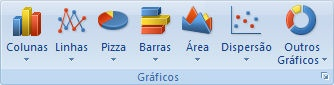 Colunas Linhas Pizza Barras Área Dispersão Outros
Gráficos
Gráficos